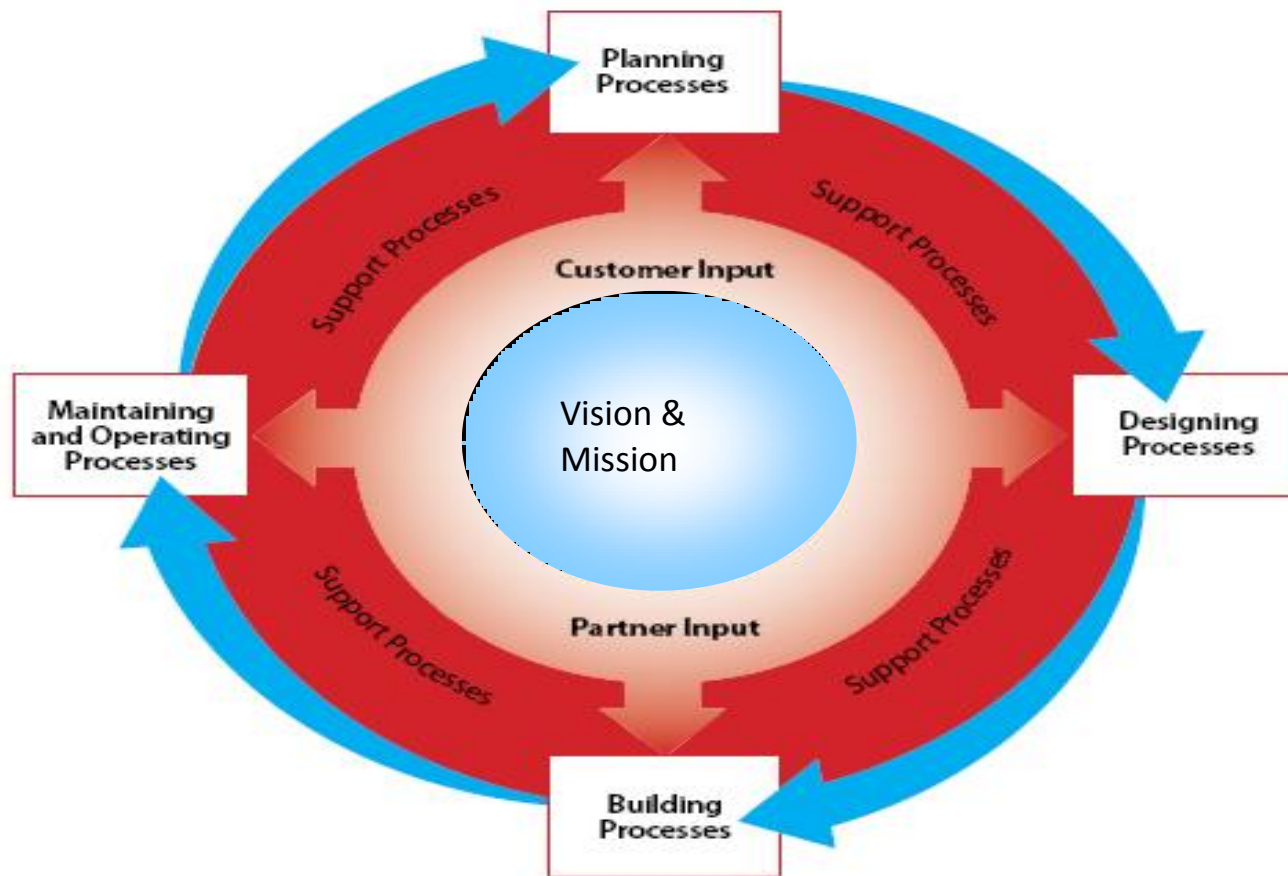 Planning
Processes
Support Processes
Support Processes
Customer Input
Maintaining
and Operating
Processes
Vision &
Mission
Designing
Processes
Partner Input
Support Processes
Support Processes
Building
Processes